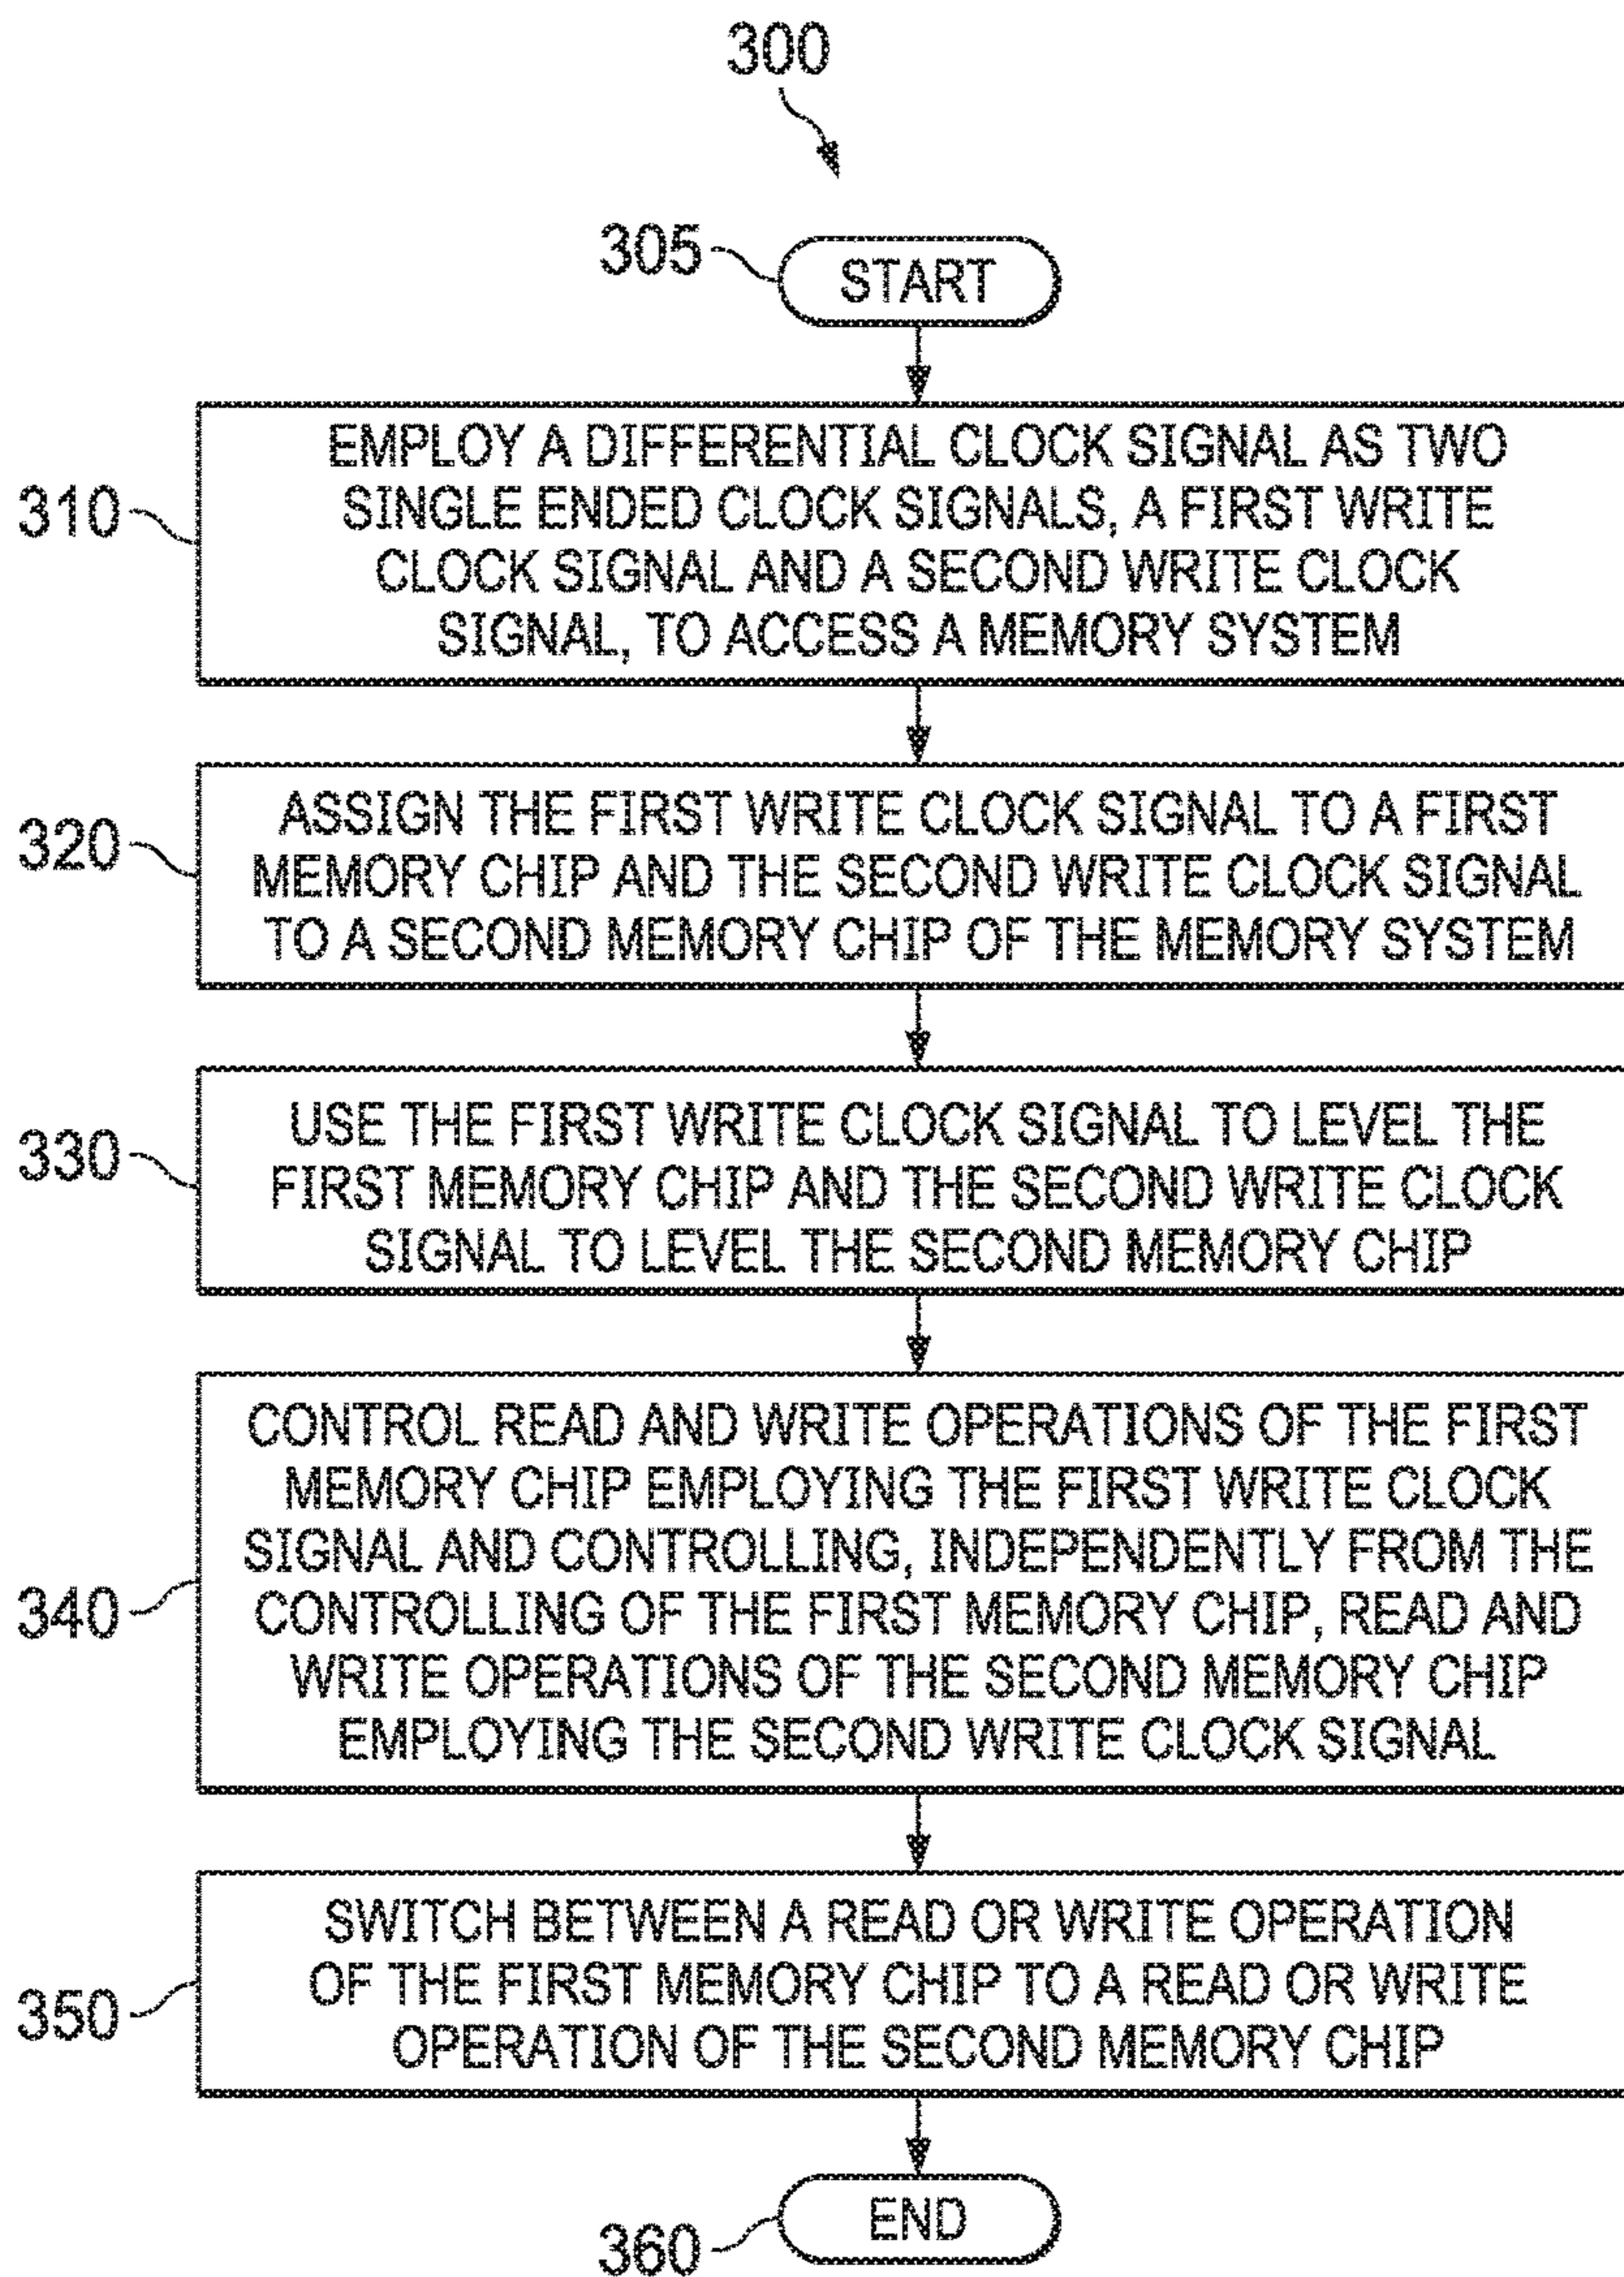 300
305
START
310
EMPLOY A DIFFERENTIAL CLOCK SIGNAL AS TWO
SINGLE ENDED CLOCK SIGNALS, A FIRST WRITE
CLOCK SIGNAL AND A SECOND WRITE CLOCK
SIGNAL, TO ACCESS A MEMORY SYSTEM
320
ASSIGN THE FIRST WRITE CLOCK SIGNAL TO A FIRST
MEMORY CHIP AND THE SECOND WRITE CLOCK SIGNAL
TO A SECOND MEMORY CHIP OF THE MEMORY SYSTEM
330
USE THE FIRST WRITE CLOCK SIGNAL TO LEVEL THE
FIRST MEMORY CHIP AND THE SECOND WRITE CLOCK
SIGNAL TO LEVEL THE SECOND MEMORY CHIP
340
CONTROL READ AND WRITE OPERATIONS OF THE FIRST
MEMORY CHIP EMPLOYING THE FIRST WRITE CLOCK
SIGNAL AND CONTROLLING, INDEPENDENTLY FROM THE
CONTROLLING OF THE FIRST MEMORY CHIP, READ AND
WRITE OPERATIONS OF THE SECOND MEMORY CHIP
EMPLOYING THE SECOND WRITE CLOCK SIGNAL
350
SWITCH BETWEEN A READ OR WRITE OPERATION
OF THE FIRST MEMORY CHIP TO A READ OR WRITE
OPERATION OF THE SECOND MEMORY CHIP
360
END